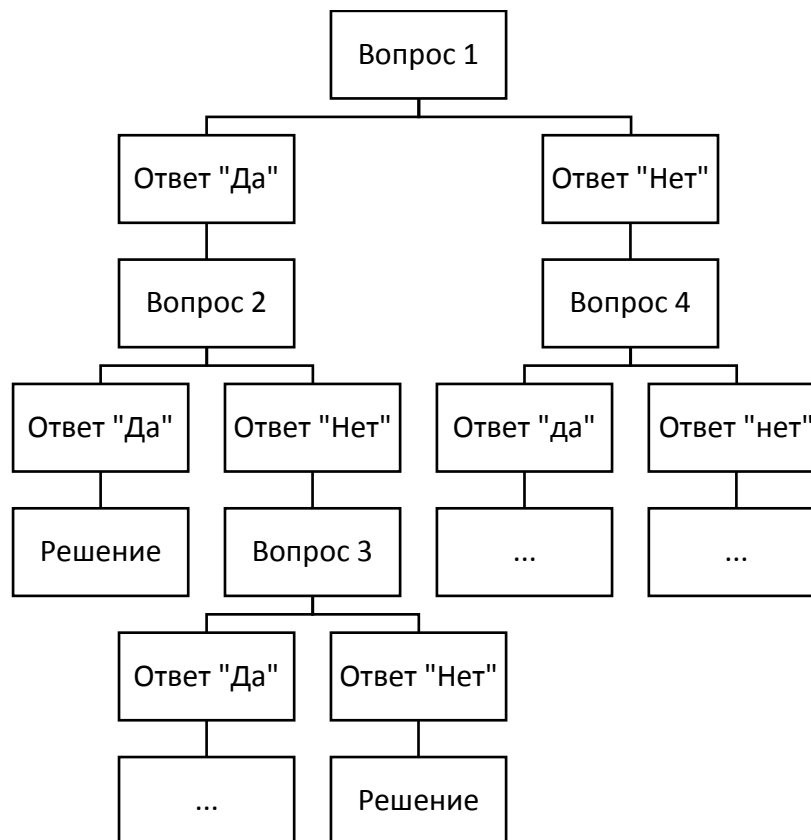 Вопрос 1
Ответ "Да"
Ответ "Нет"
Вопрос 2
Вопрос 4
Ответ "Да"
Ответ "Нет"
Ответ "да"
Ответ "нет"
Решение
Вопрос 3
...
...
Ответ "Да"
Ответ "Нет"
...
Решение